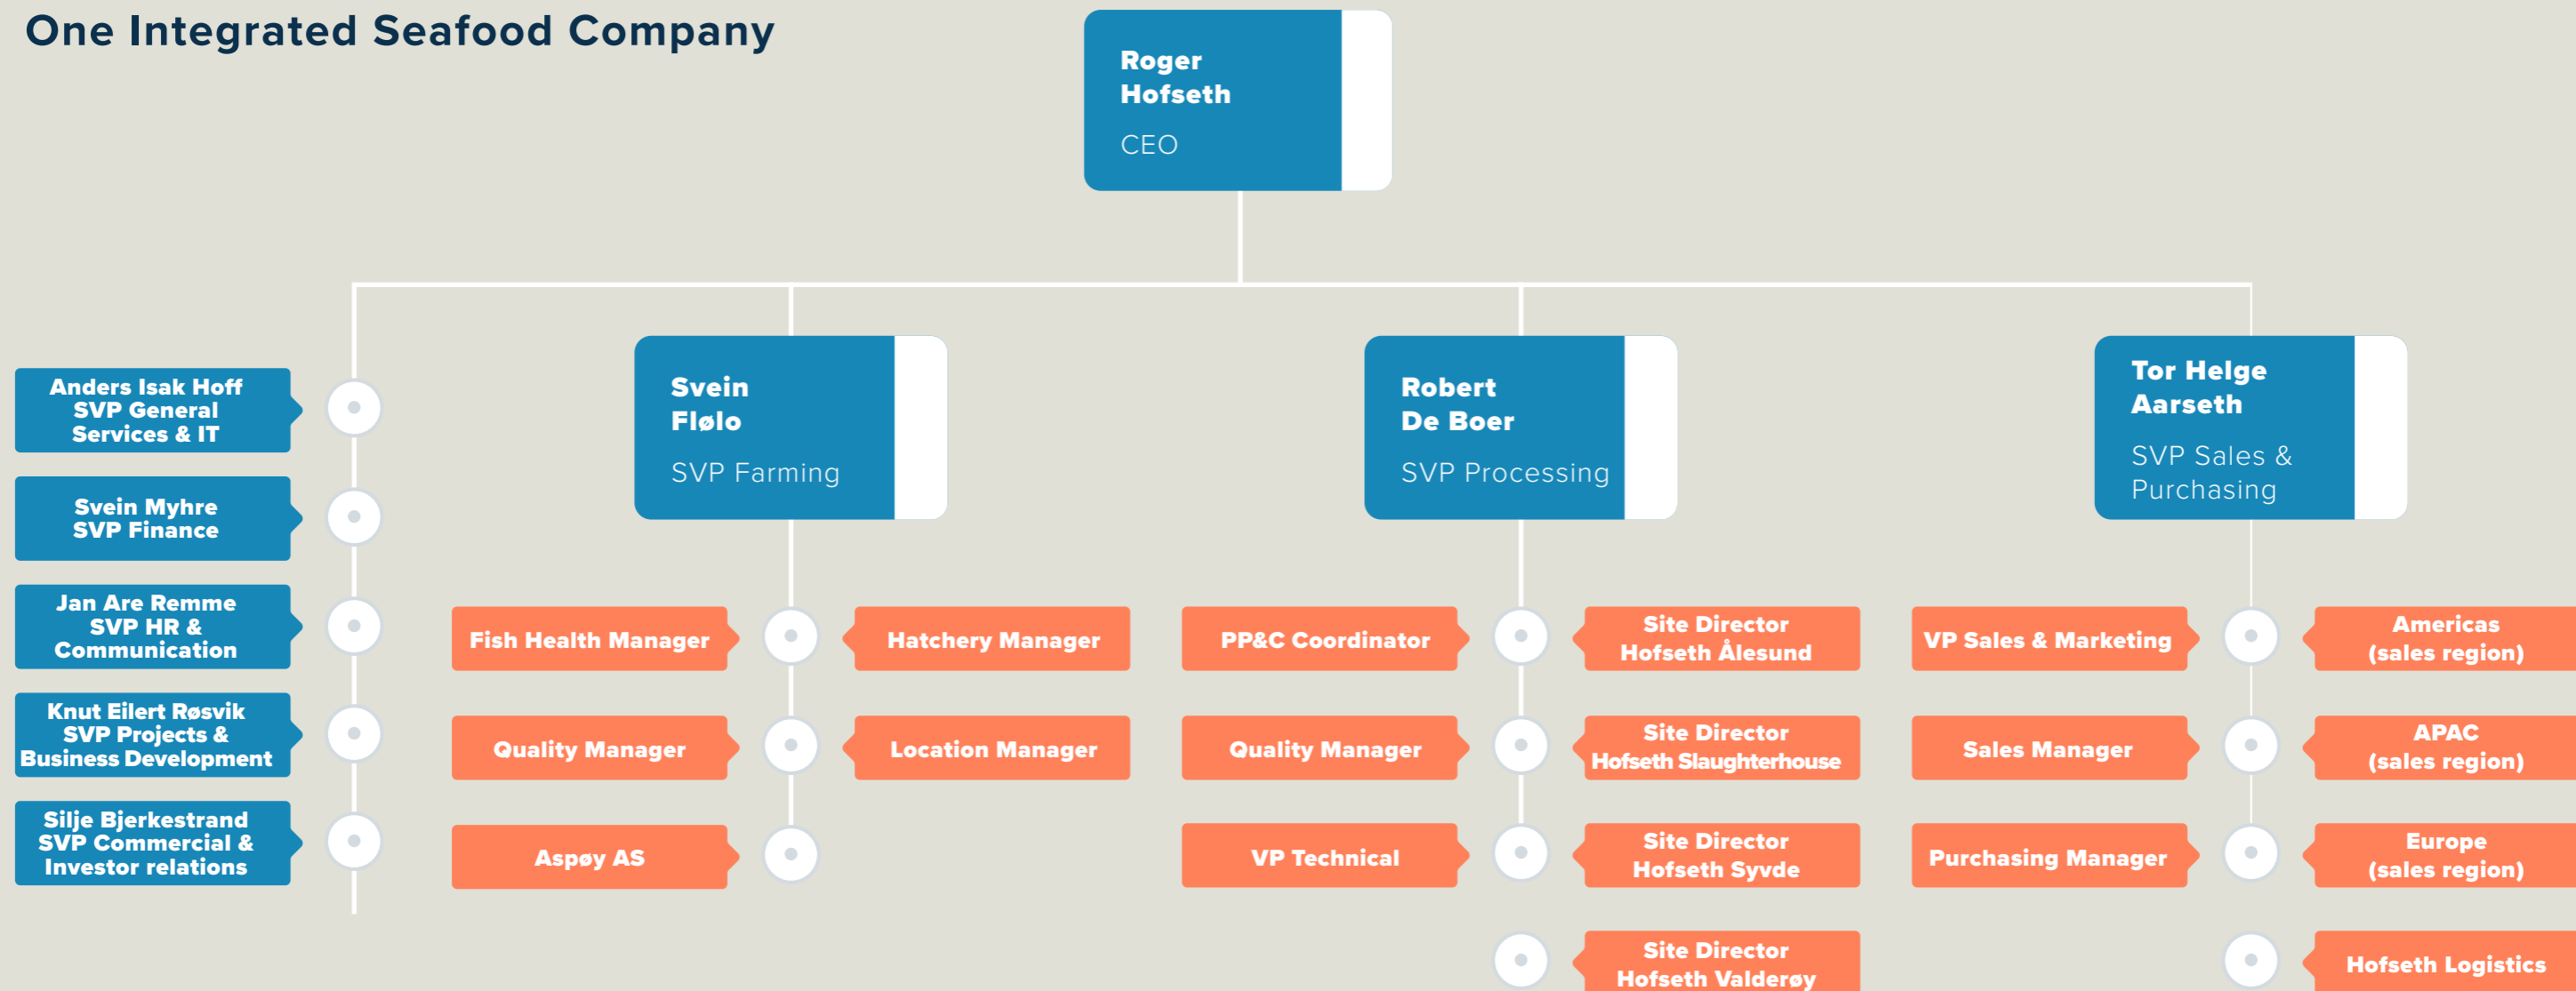 One Integrated Seafood Company
Roger
Hofseth
CEO
Anders Isak Hoff
SVP General
Services & IT
Svein Myhre
SVP Finance
Jan Are Remme
SVP HR &
Communication
Knut Eilert Røsvik
SVP Projects &
Business Development
Silje Bjerkestrand
SVP Commercial &
Investor relations
Svein
Flølo
SVP Farming
Fish Health Manager
Hatchery Manager
Quality Manager
Location Manager
Aspøy AS
Robert
De Boer
SVP Processing
PP&C Coordinator
Site Director
Hofseth Ålesund
Quality Manager
Site Director
Hofseth Slaughterhouse
VP Technical
Site Director
Hofseth Syvde
Site Director
Hofseth Valderøy
Tor Helge
Aarseth
SVP Sales &
Purchasing
VP Sales & Marketing
Americas
(sales region)
Sales Manager
APAC
(sales region)
Purchasing Manager
Europe
(sales region)
Hofseth Logistics